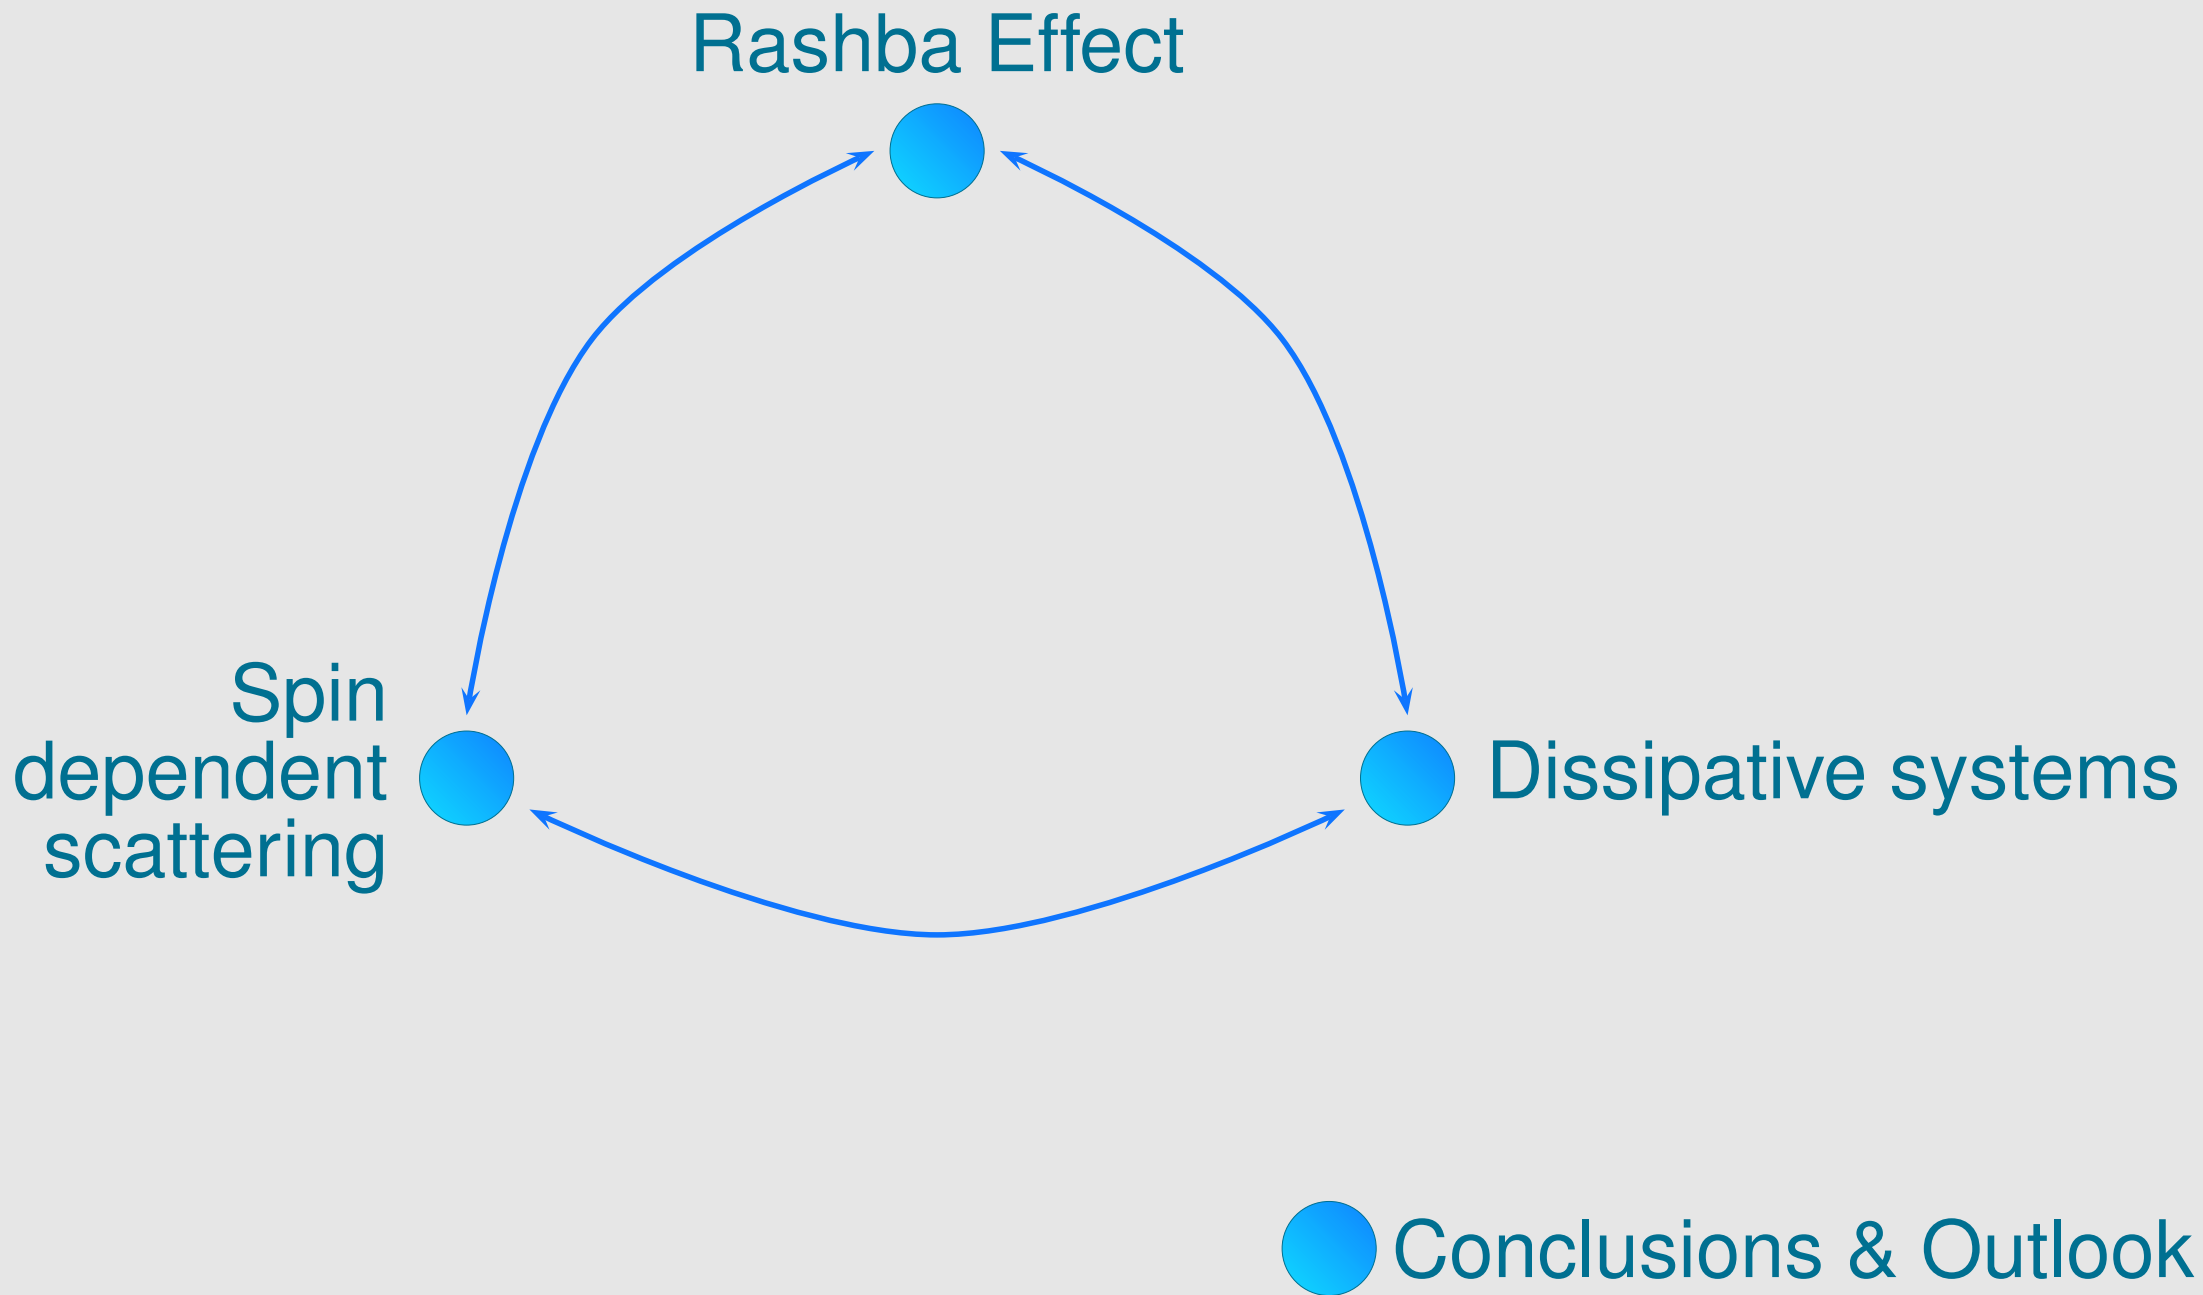 Rashba Effect
Spin
dependent
scattering
Dissipative systems
Conclusions & Outlook